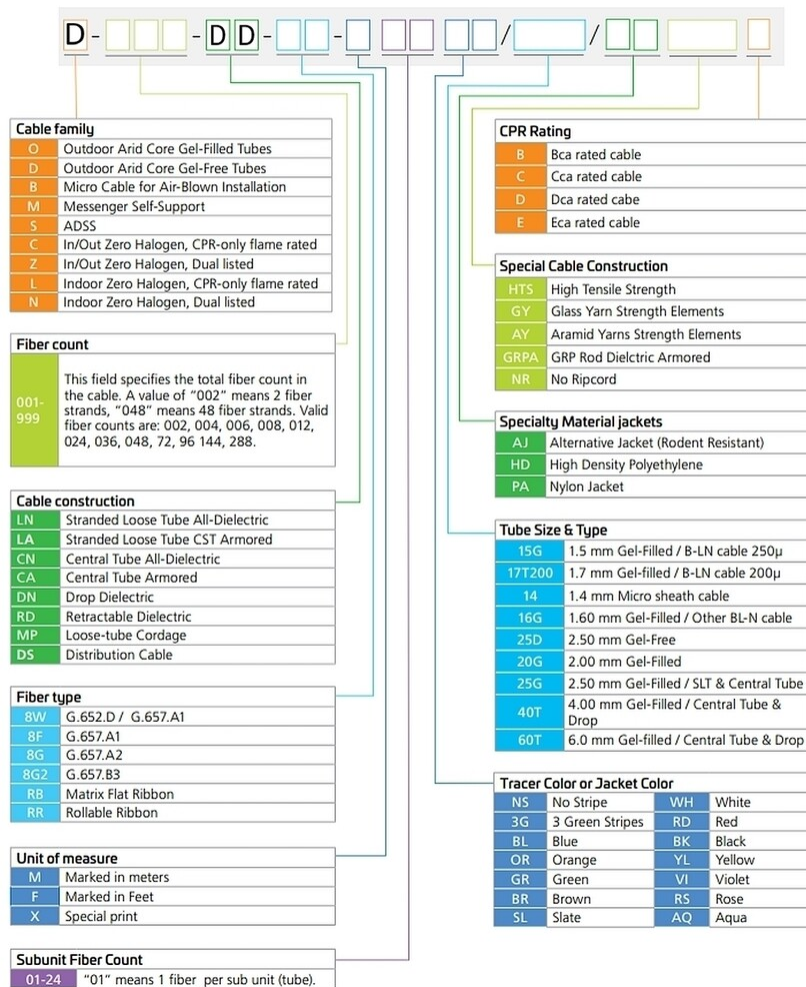 D - - DD - - / /
Cable family
O Outdoor Arid Core Gel-Filled Tubes
D Outdoor Arid Core Gel-Free Tubes
B Micro Cable for Air-Blown Installation
M Messenger Self-Support
S ADSS
C In/Out Zero Halogen, CPR-only flame rated
Z In/Out Zero Halogen, Dual listed
L Indoor Zero Halogen, CPR-only flame rated
N Indoor Zero Halogen, Dual listed
Fiber count
001-
999
This field specifies the total fiber count in
the cable. A value of “002” means 2 fiber
strands, “048” means 48 fiber strands. Valid
fiber counts are: 002, 004, 006, 008, 012,
024, 036, 048, 72, 96 144, 288.
Cable construction
LN Stranded Loose Tube All-Dielectric
LA Stranded Loose Tube CST Armored
CN Central Tube All-Dielectric
CA Central Tube Armored
DN Drop Dielectric
RD Retractable Dielectric
MP Loose-tube Cordage
DS Distribution Cable
Fiber type
8W G.652.D / G.657.A1
8F G.657.A1
8G G.657.A2
8G2 G.657.B3
RB Matrix Flat Ribbon
RR Rollable Ribbon
Unit of measure
M Marked in meters
F Marked in Feet
X Special print
Subunit Fiber Count
01-24 “01” means 1 fiber per sub unit (tube).
CPR Rating
B Bca rated cable
C Cca rated cable
D Dca rated cabe
E Eca rated cable
Special Cable Construction
HTS High Tensile Strength
GY Glass Yarn Strength Elements
AY Aramid Yarns Strength Elements
GRPA GRP Rod Dielctric Armored
NR No Ripcord
Specialty Material jackets
AJ Alternative Jacket (Rodent Resistant)
HD High Density Polyethylene
PA Nylon Jacket
Tube Size & Type
15G 1.5 mm Gel-Filled / B-LN cable 250µ
17T200 1.7 mm Gel-filled / B-LN cable 200µ
14 1.4 mm Micro sheath cable
16G 1.60 mm Gel-Filled / Other BL-N cable
25D 2.50 mm Gel-Free
20G 2.00 mm Gel-Filled
25G 2.50 mm Gel-Filled / SLT & Central Tube
40T 4.00 mm Gel-Filled / Central Tube &
Drop
60T 6.0 mm Gel-filled / Central Tube & Drop
Tracer Color or Jacket Color
NS No Stripe WH White
3G 3 Green Stripes RD Red
BL Blue BK Black
OR Orange YL Yellow
GR Green VI Violet
BR Brown RS Rose
SL Slate AQ Aqua